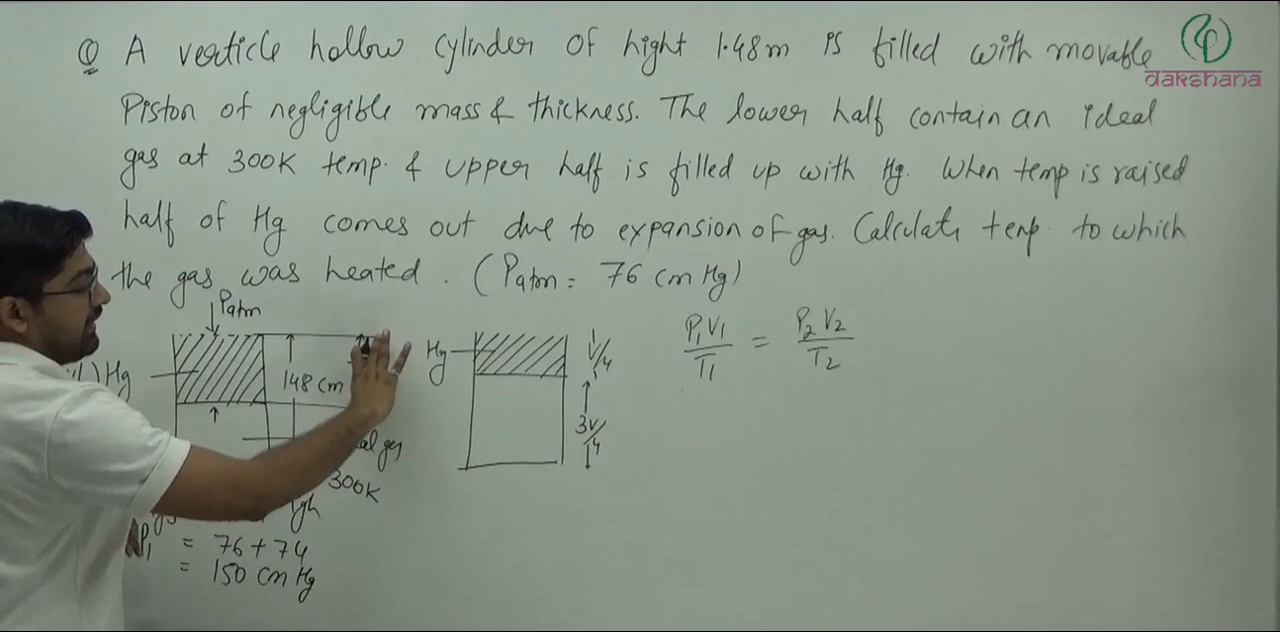 Q A verticle hollow cylinder of hight 1.48m is filled with movable
Piston of negligible mass & thickness. The lower half contain an ideal
gas at 300K temp. & upper half is filled up with Hg. When temp is raised
half of Hg comes out due to expansion of gas. Calculate temp. to which
the gas was heated. (Patm = 76 cm Hg)
dakshana
Patm
Hg
148 cm
300K
P1 = 76 + 74
= 150 cm Hg
Hg
V/4
3V/4
P1V1/T1 = P2V2/T2